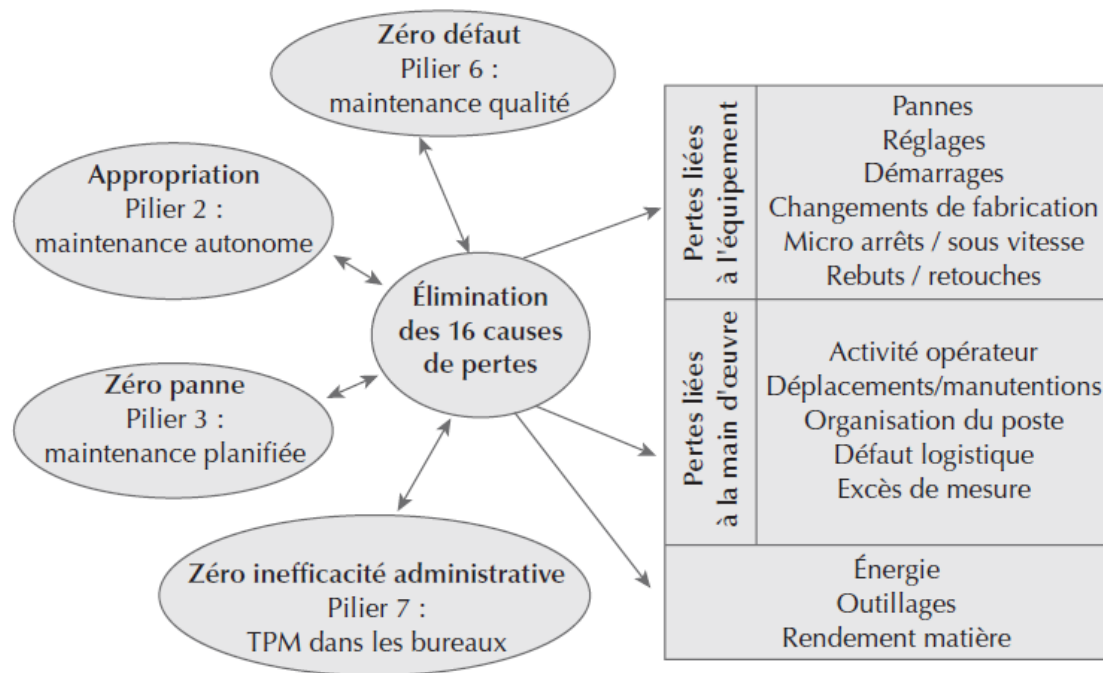 Zéro défaut
Pilier 6 :
maintenance qualité
Appropriation
Pilier 2 :
maintenance autonome
Élimination
des 16 causes
de pertes
Zéro panne
Pilier 3 :
maintenance planifiée
Zéro inefficacité administrative
Pilier 7 :
TPM dans les bureaux
Pertes liées
à l'équipement
Pannes
Réglages
Démarrages
Changements de fabrication
Micro arrêts / sous vitesse
Rebuts / retouches
Pertes liées
à la main d'œuvre
Activité opérateur
Déplacements/manutentions
Organisation du poste
Défaut logistique
Excès de mesure
Énergie
Outillages
Rendement matière